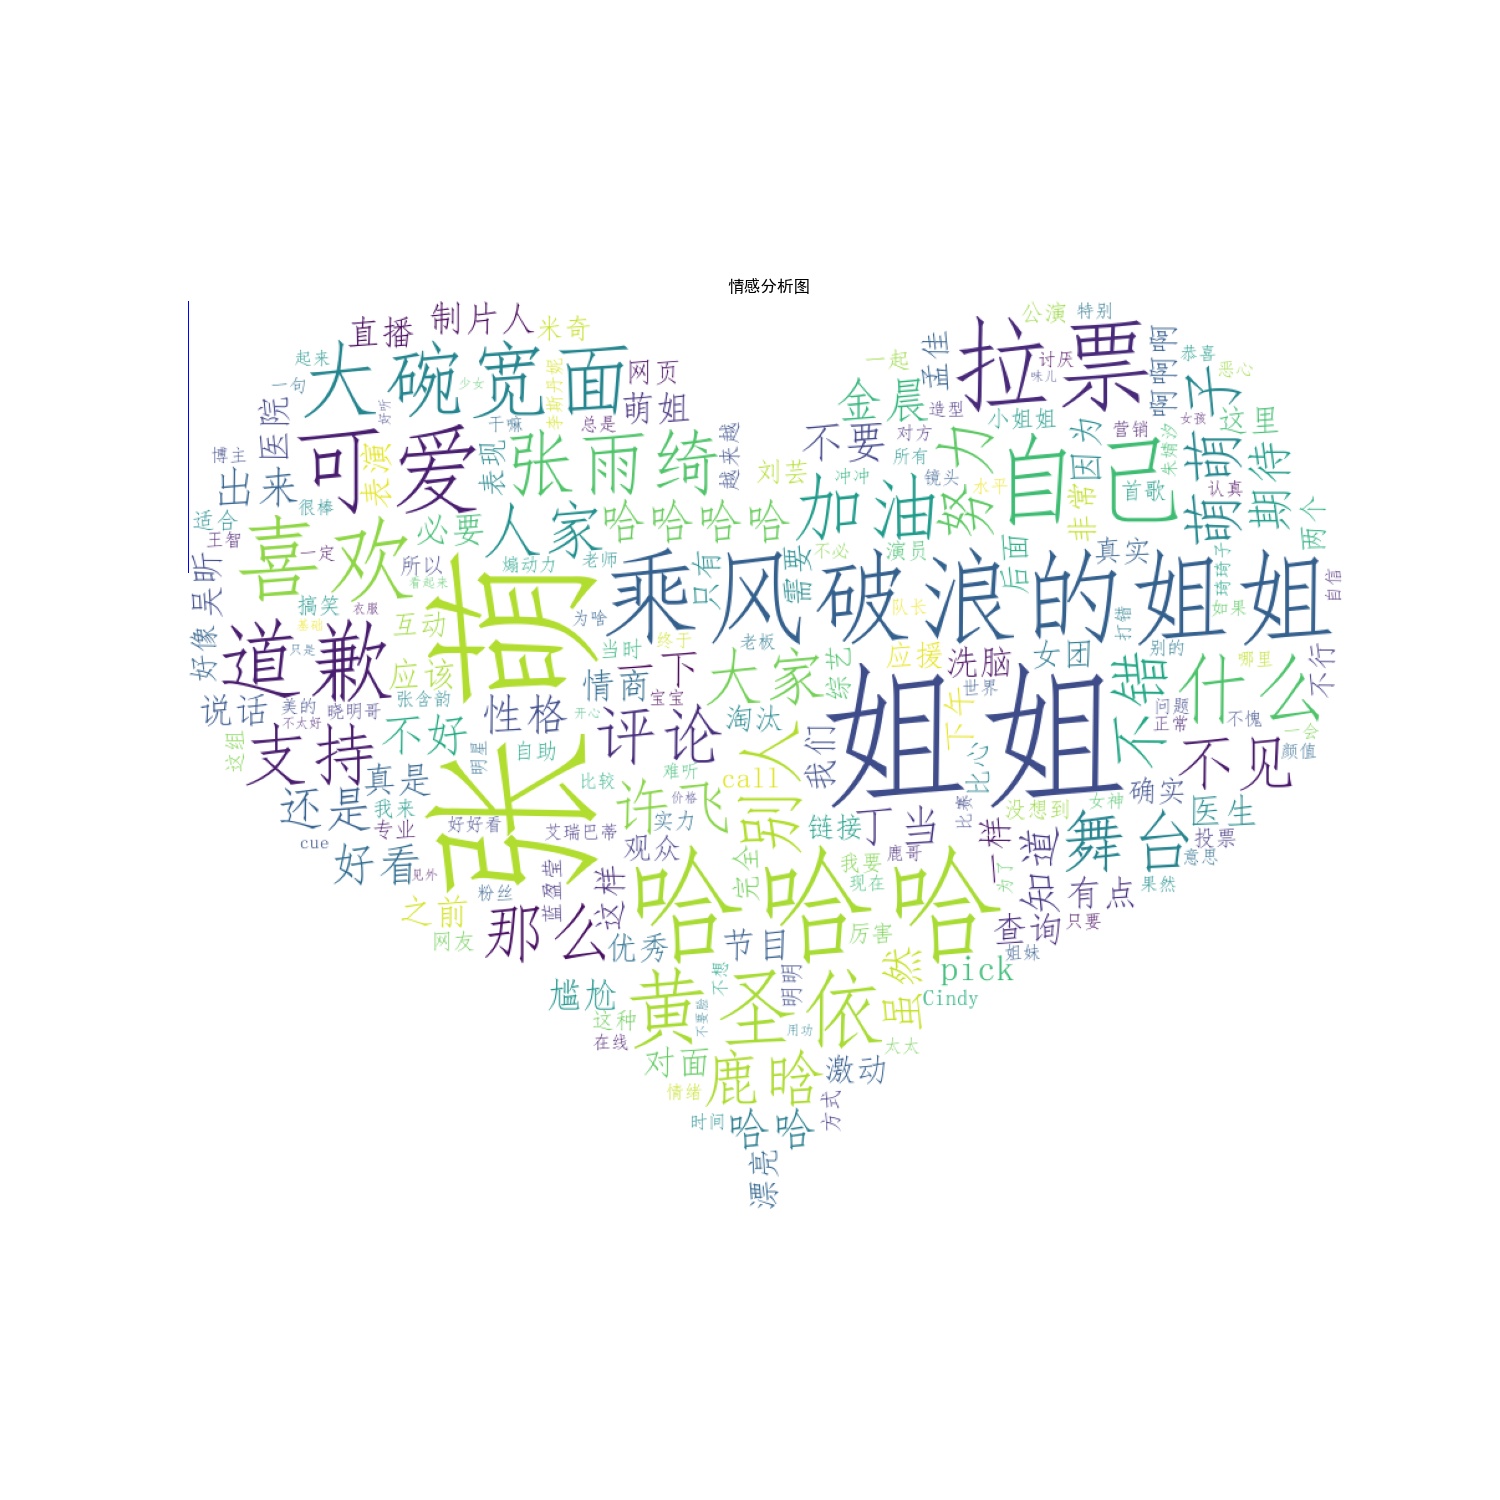 情感分析图
直播
制片人
米奇
公演
特别
大碗宽面
拉票
讨厌
味儿
啊啊啊
恭喜
恶心
孟佳
一起
起来
一句
少女
好听
李斯丹妮
网页
萌姐
金晨
造型
于
女孩
这里
医院
可爱
表演
干嘛
总是
表现
张雨绮
越来越
不要
对方
小姐姐
努力
因为
营销
朱婧汐
萌萌
期待
博主
出来
很棒
刘芸
所有
冲冲
镜头
水平
自己
非常
首歌
认真
两个
适合
王智
喜欢
一定
必要
人家
哈哈哈哈
加油
所以
煽动力
老师
只有
需要
不必
演员
后面
真实
琦琦子
自信
吴昕
看起来
搞笑
衣服
基础
互动
张萌
为啥
乘风破浪的姐姐
队长
打错
如果
好像
道歉
只是
应该
当时
终于
老板
应援
洗脑
女团
别的
哪里
不行
说话
美的
不太好
晓明哥
张含韵
情商
一下
宝宝
大家
综艺
下午
世界
不错
什么
问题
正常
不愧
一会
颜值
这组
支持
不好
性格
开心
评论
淘汰
我们
姐姐
比心
不见
真是
明星
自助
难听
比较
价格
call
别人
还是
我来
专业
许飞
链接
丁当
比赛
没想到
女神
确实
医生
cue
好看
见外
好好看
艾瑞巴蒂
实力
观众
完全
我要
现在
鹿哥
一样
知道
舞台
投票
意思
之前
网友
粉丝
蓝盈莹
这样
哈哈哈
为了
有点
果然
那么
优秀
节目
厉害
查询
只要
姐妹
尴尬
不想
明明
虽然
pick
Cindy
这种
在线
黄圣依
不要脸
用功
太太
对面
鹿晗
激动
情绪
时间
哈哈
方式
漂亮